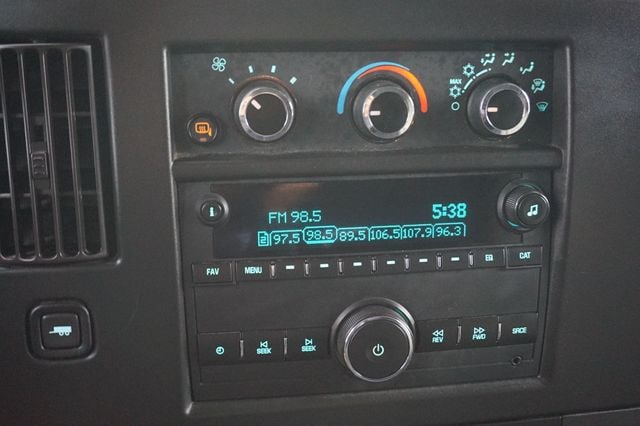 MAX
FM 98.5 5:38
2 97.5 98.5 89.5 106.5 107.9 96.3
FAV MENU EQ CAT
SEEK SEEK REV FWD SRCE